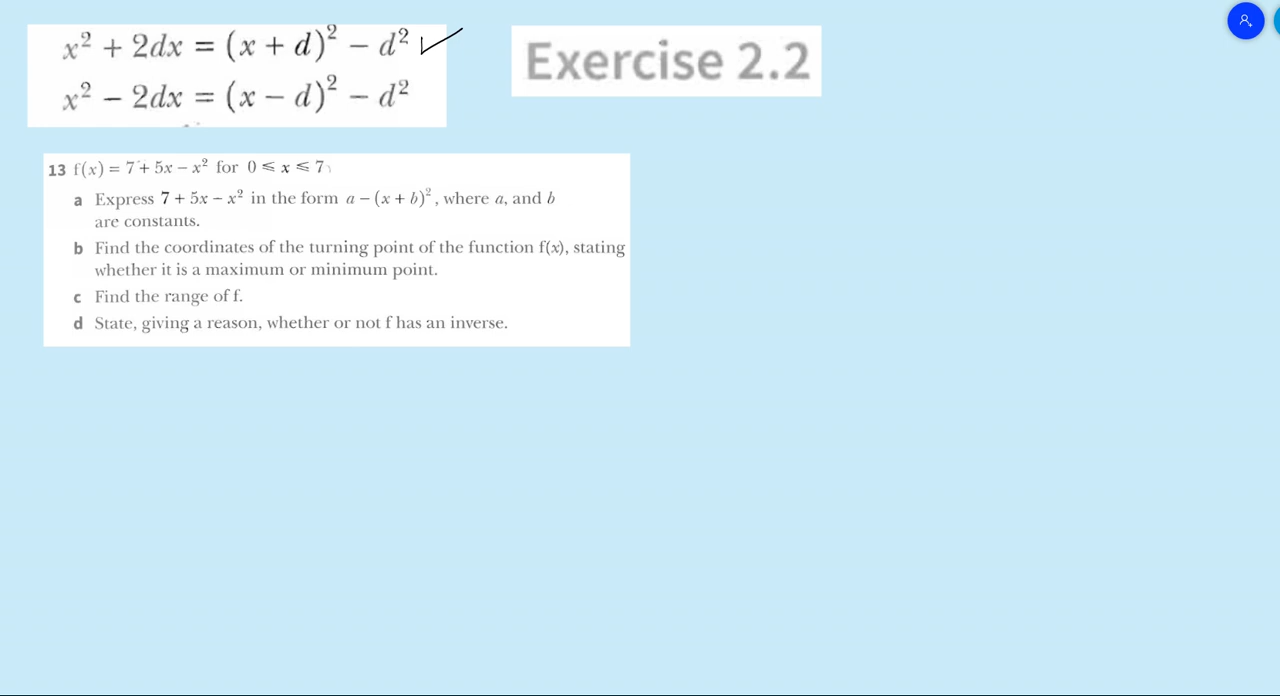 x² + 2dx = (x + d)² − d²
x² − 2dx = (x − d)² − d²
Exercise 2.2
13 f(x) = 7 + 5x − x² for 0 ⩽ x ⩽ 7
a Express 7 + 5x − x² in the form a − (x + b)², where a, and b
are constants.
b Find the coordinates of the turning point of the function f(x), stating
whether it is a maximum or minimum point.
c Find the range of f.
d State, giving a reason, whether or not f has an inverse.